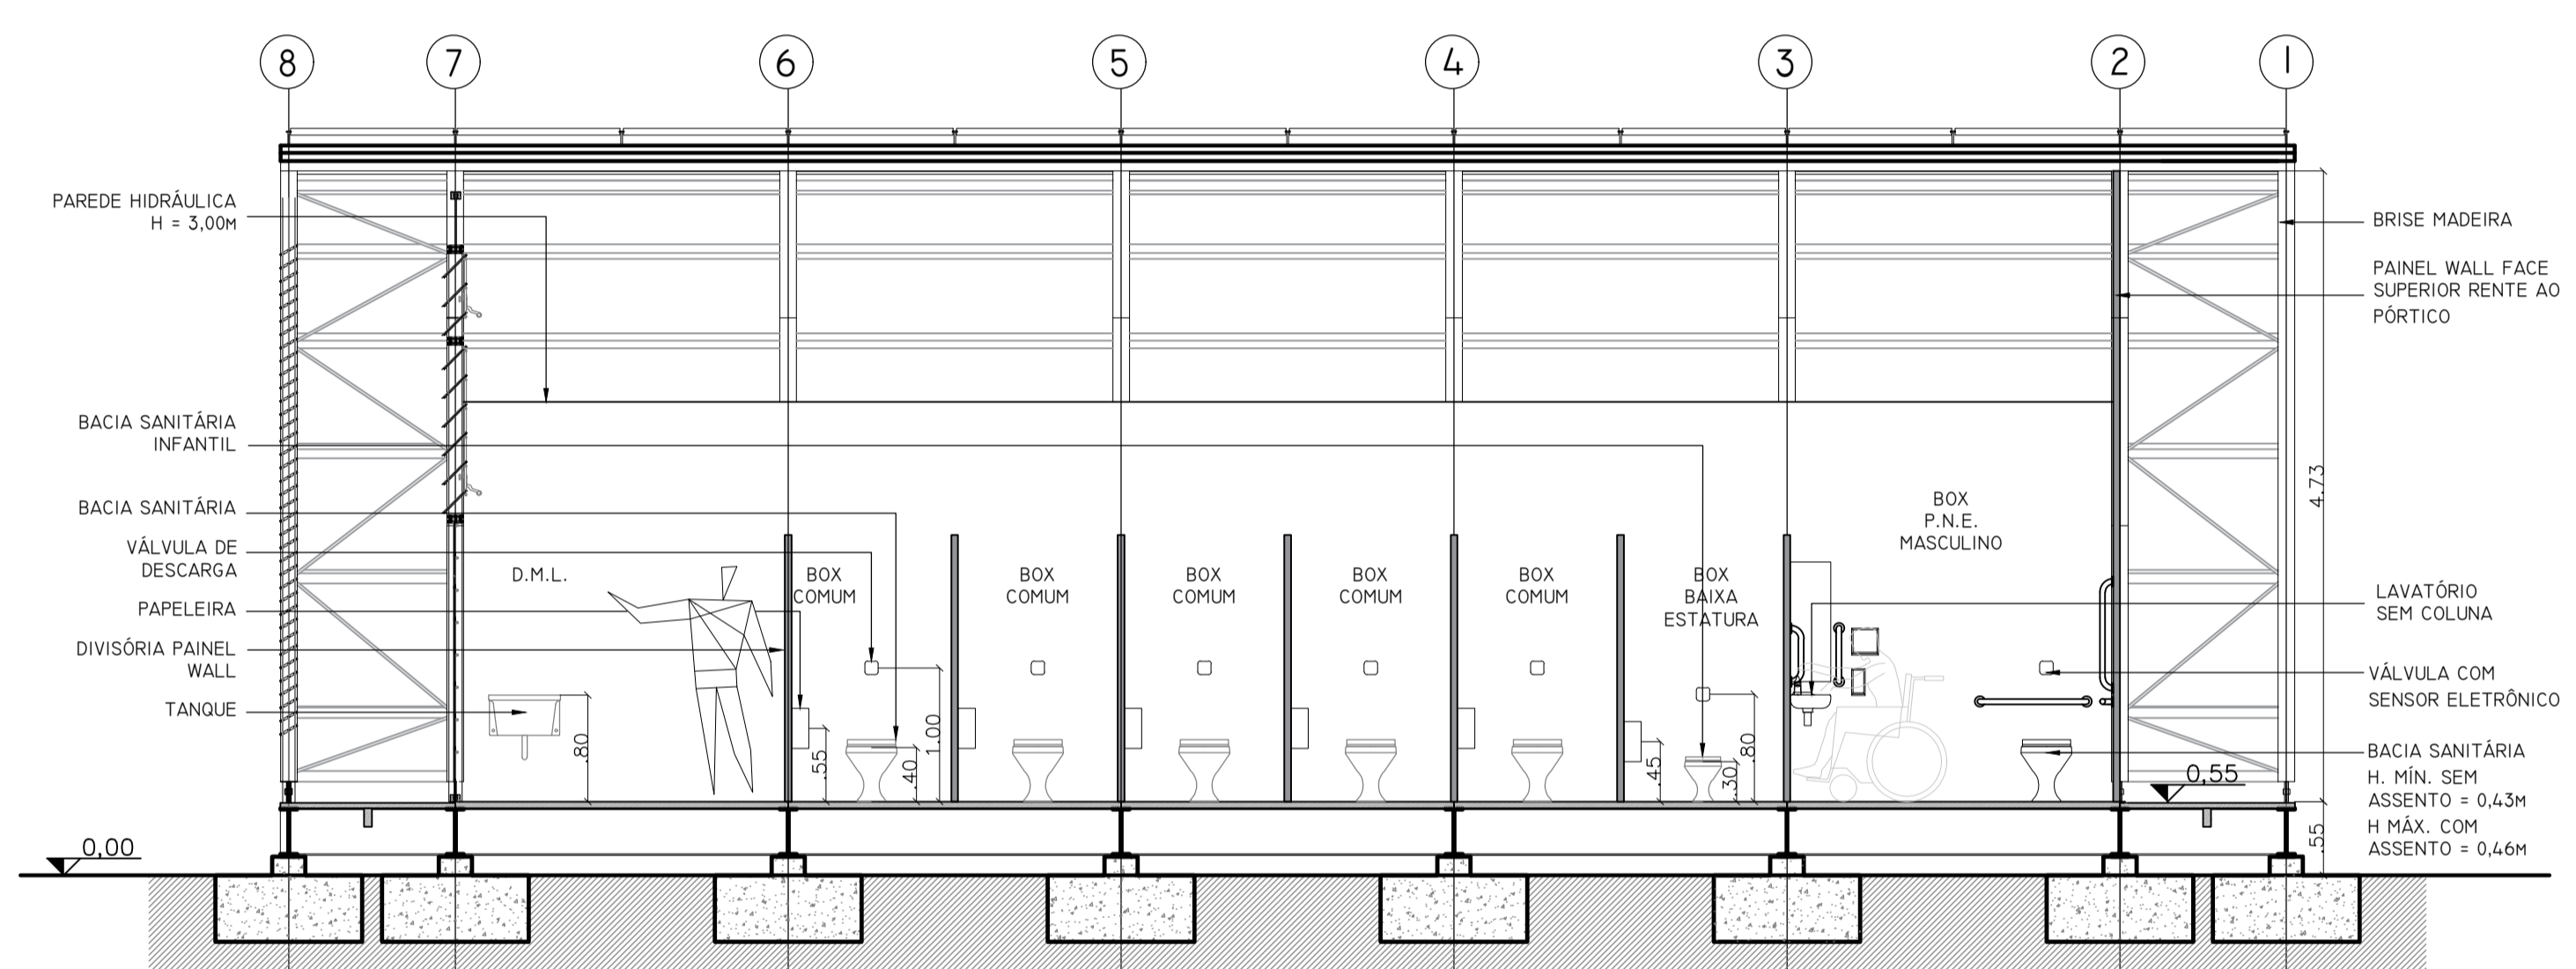 8 7 6 5 4 3 2 1
PAREDE HIDRÁULICA
H = 3,00M
BACIA SANITÁRIA
INFANTIL
BACIA SANITÁRIA
VÁLVULA DE
DESCARGA
PAPELEIRA
DIVISÓRIA PAINEL
WALL
TANQUE
0,00
D.M.L.
.80
BOX
COMUM
.55
.40
1.00
BOX
COMUM
BOX
COMUM
BOX
COMUM
BOX
COMUM
BOX
BAIXA
ESTATURA
.45
.30
.80
BOX
P.N.E.
MASCULINO
0,55
4.73
.55
BRISE MADEIRA
PAINEL WALL FACE
SUPERIOR RENTE AO
PÓRTICO
LAVATÓRIO
SEM COLUNA
VÁLVULA COM
SENSOR ELETRÔNICO
BACIA SANITÁRIA
H. MÍN. SEM
ASSENTO = 0,43M
H MÁX. COM
ASSENTO = 0,46M